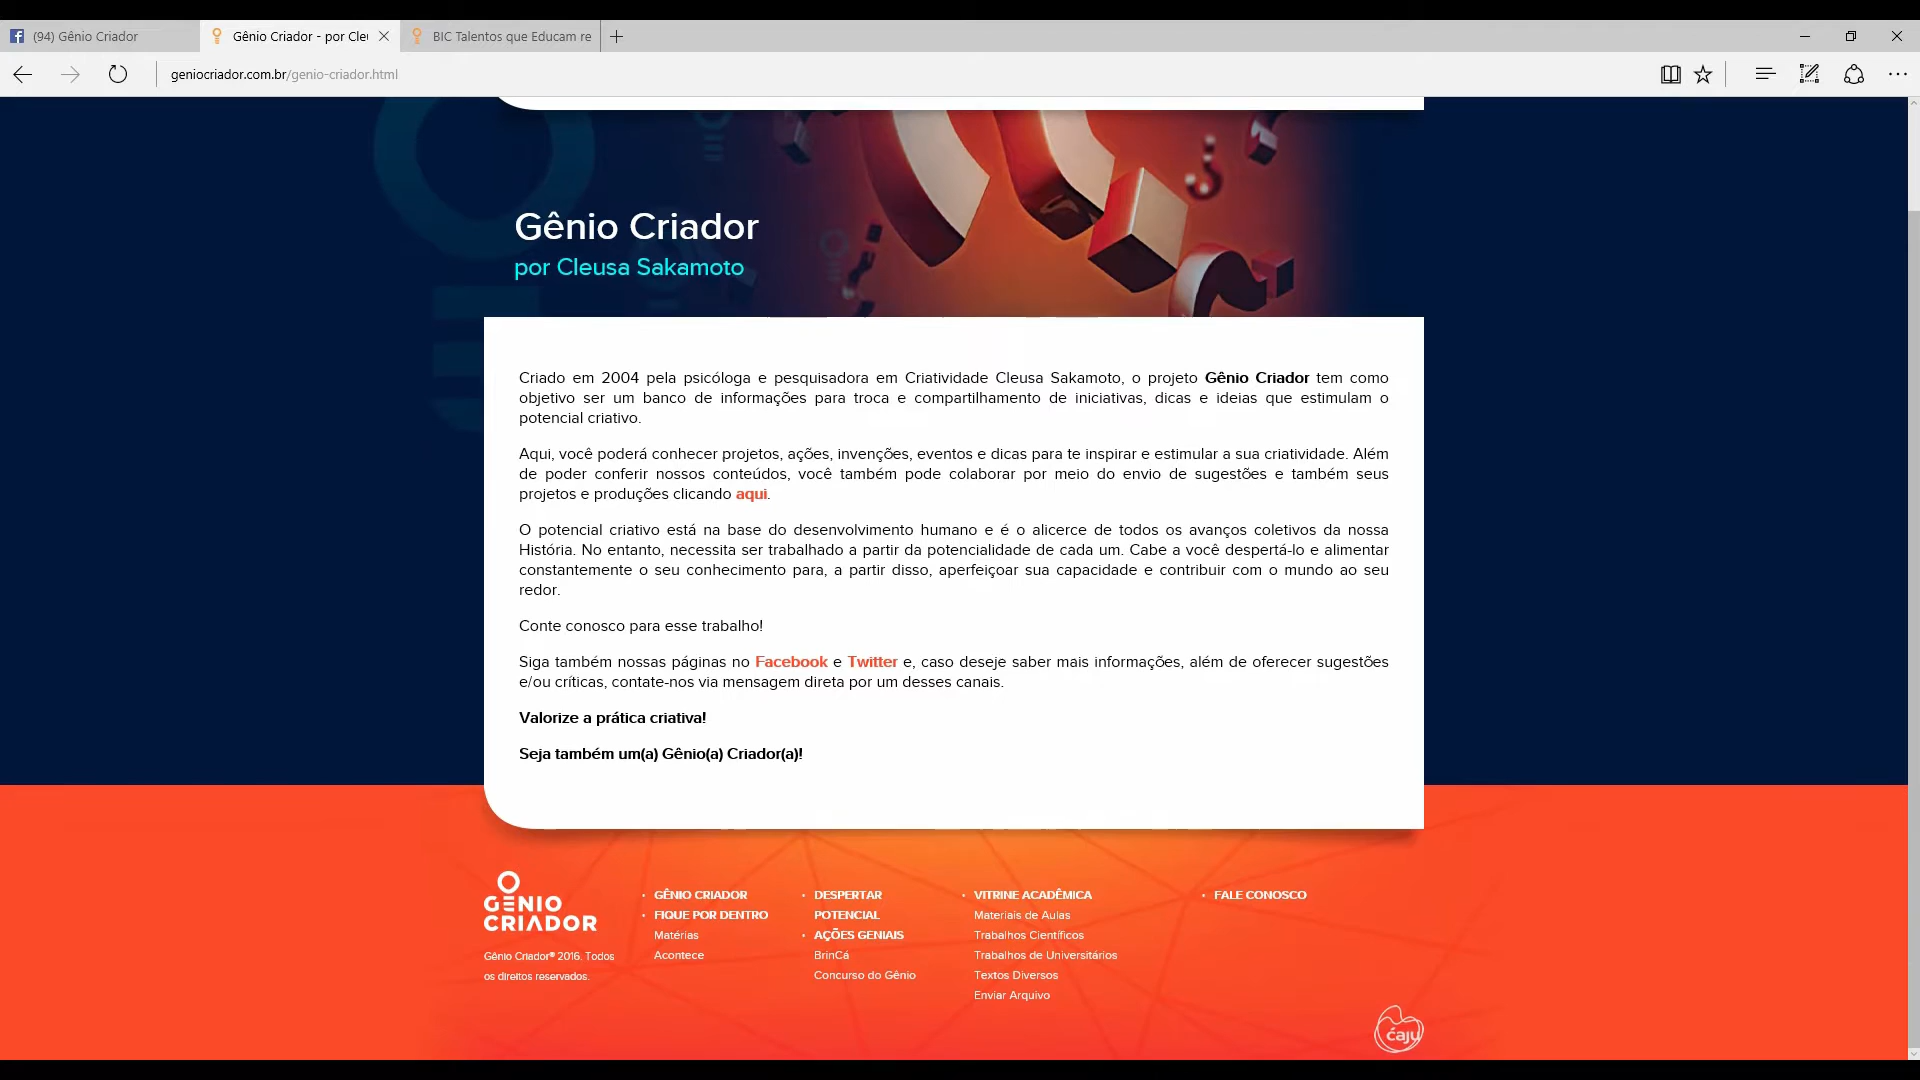 (94) Gênio Criador
Gênio Criador - por Cleu
BIC Talentos que Educam re
geniocriador.com.br/genio-criador.html
Gênio Criador
por Cleusa Sakamoto
Criado em 2004 pela psicóloga e pesquisadora em Criatividade Cleusa Sakamoto, o projeto Gênio Criador tem como
objetivo ser um banco de informações para troca e compartilhamento de iniciativas, dicas e ideias que estimulam o
potencial criativo.
Aqui, você poderá conhecer projetos, ações, invenções, eventos e dicas para te inspirar e estimular a sua criatividade. Além
de poder conferir nossos conteúdos, você também pode colaborar por meio do envio de sugestões e também seus
projetos e produções clicando aqui.
O potencial criativo está na base do desenvolvimento humano e é o alicerce de todos os avanços coletivos da nossa
História. No entanto, necessita ser trabalhado a partir da potencialidade de cada um. Cabe a você despertá-lo e alimentar
constantemente o seu conhecimento para, a partir disso, aperfeiçoar sua capacidade e contribuir com o mundo ao seu
redor.
Conte conosco para esse trabalho!
Siga também nossas páginas no Facebook e Twitter e, caso deseje saber mais informações, além de oferecer sugestões
e/ou críticas, contate-nos via mensagem direta por um desses canais.
Valorize a prática criativa!
Seja também um(a) Gênio(a) Criador(a)!
GÊNIO
CRIADOR
Gênio Criador® 2016. Todos
os direitos reservados.
GÊNIO CRIADOR
FIQUE POR DENTRO
Matérias
Acontece
DESPERTAR
POTENCIAL
AÇÕES GENIAIS
BrinCá
Concurso do Gênio
VITRINE ACADÊMICA
Materiais de Aulas
Trabalhos Científicos
Trabalhos de Universitários
Textos Diversos
Enviar Arquivo
FALE CONOSCO
caju